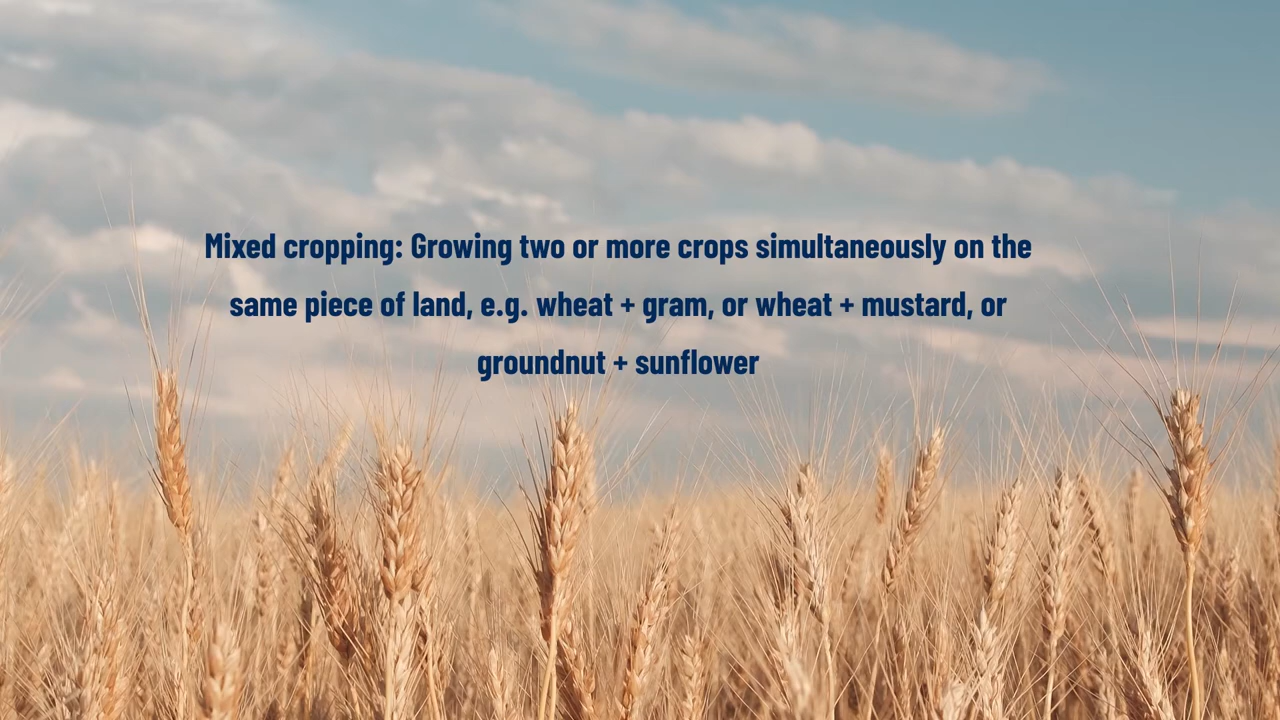 Mixed cropping: Growing two or more crops simultaneously on the
same piece of land, e.g. wheat + gram, or wheat + mustard, or
groundnut + sunflower